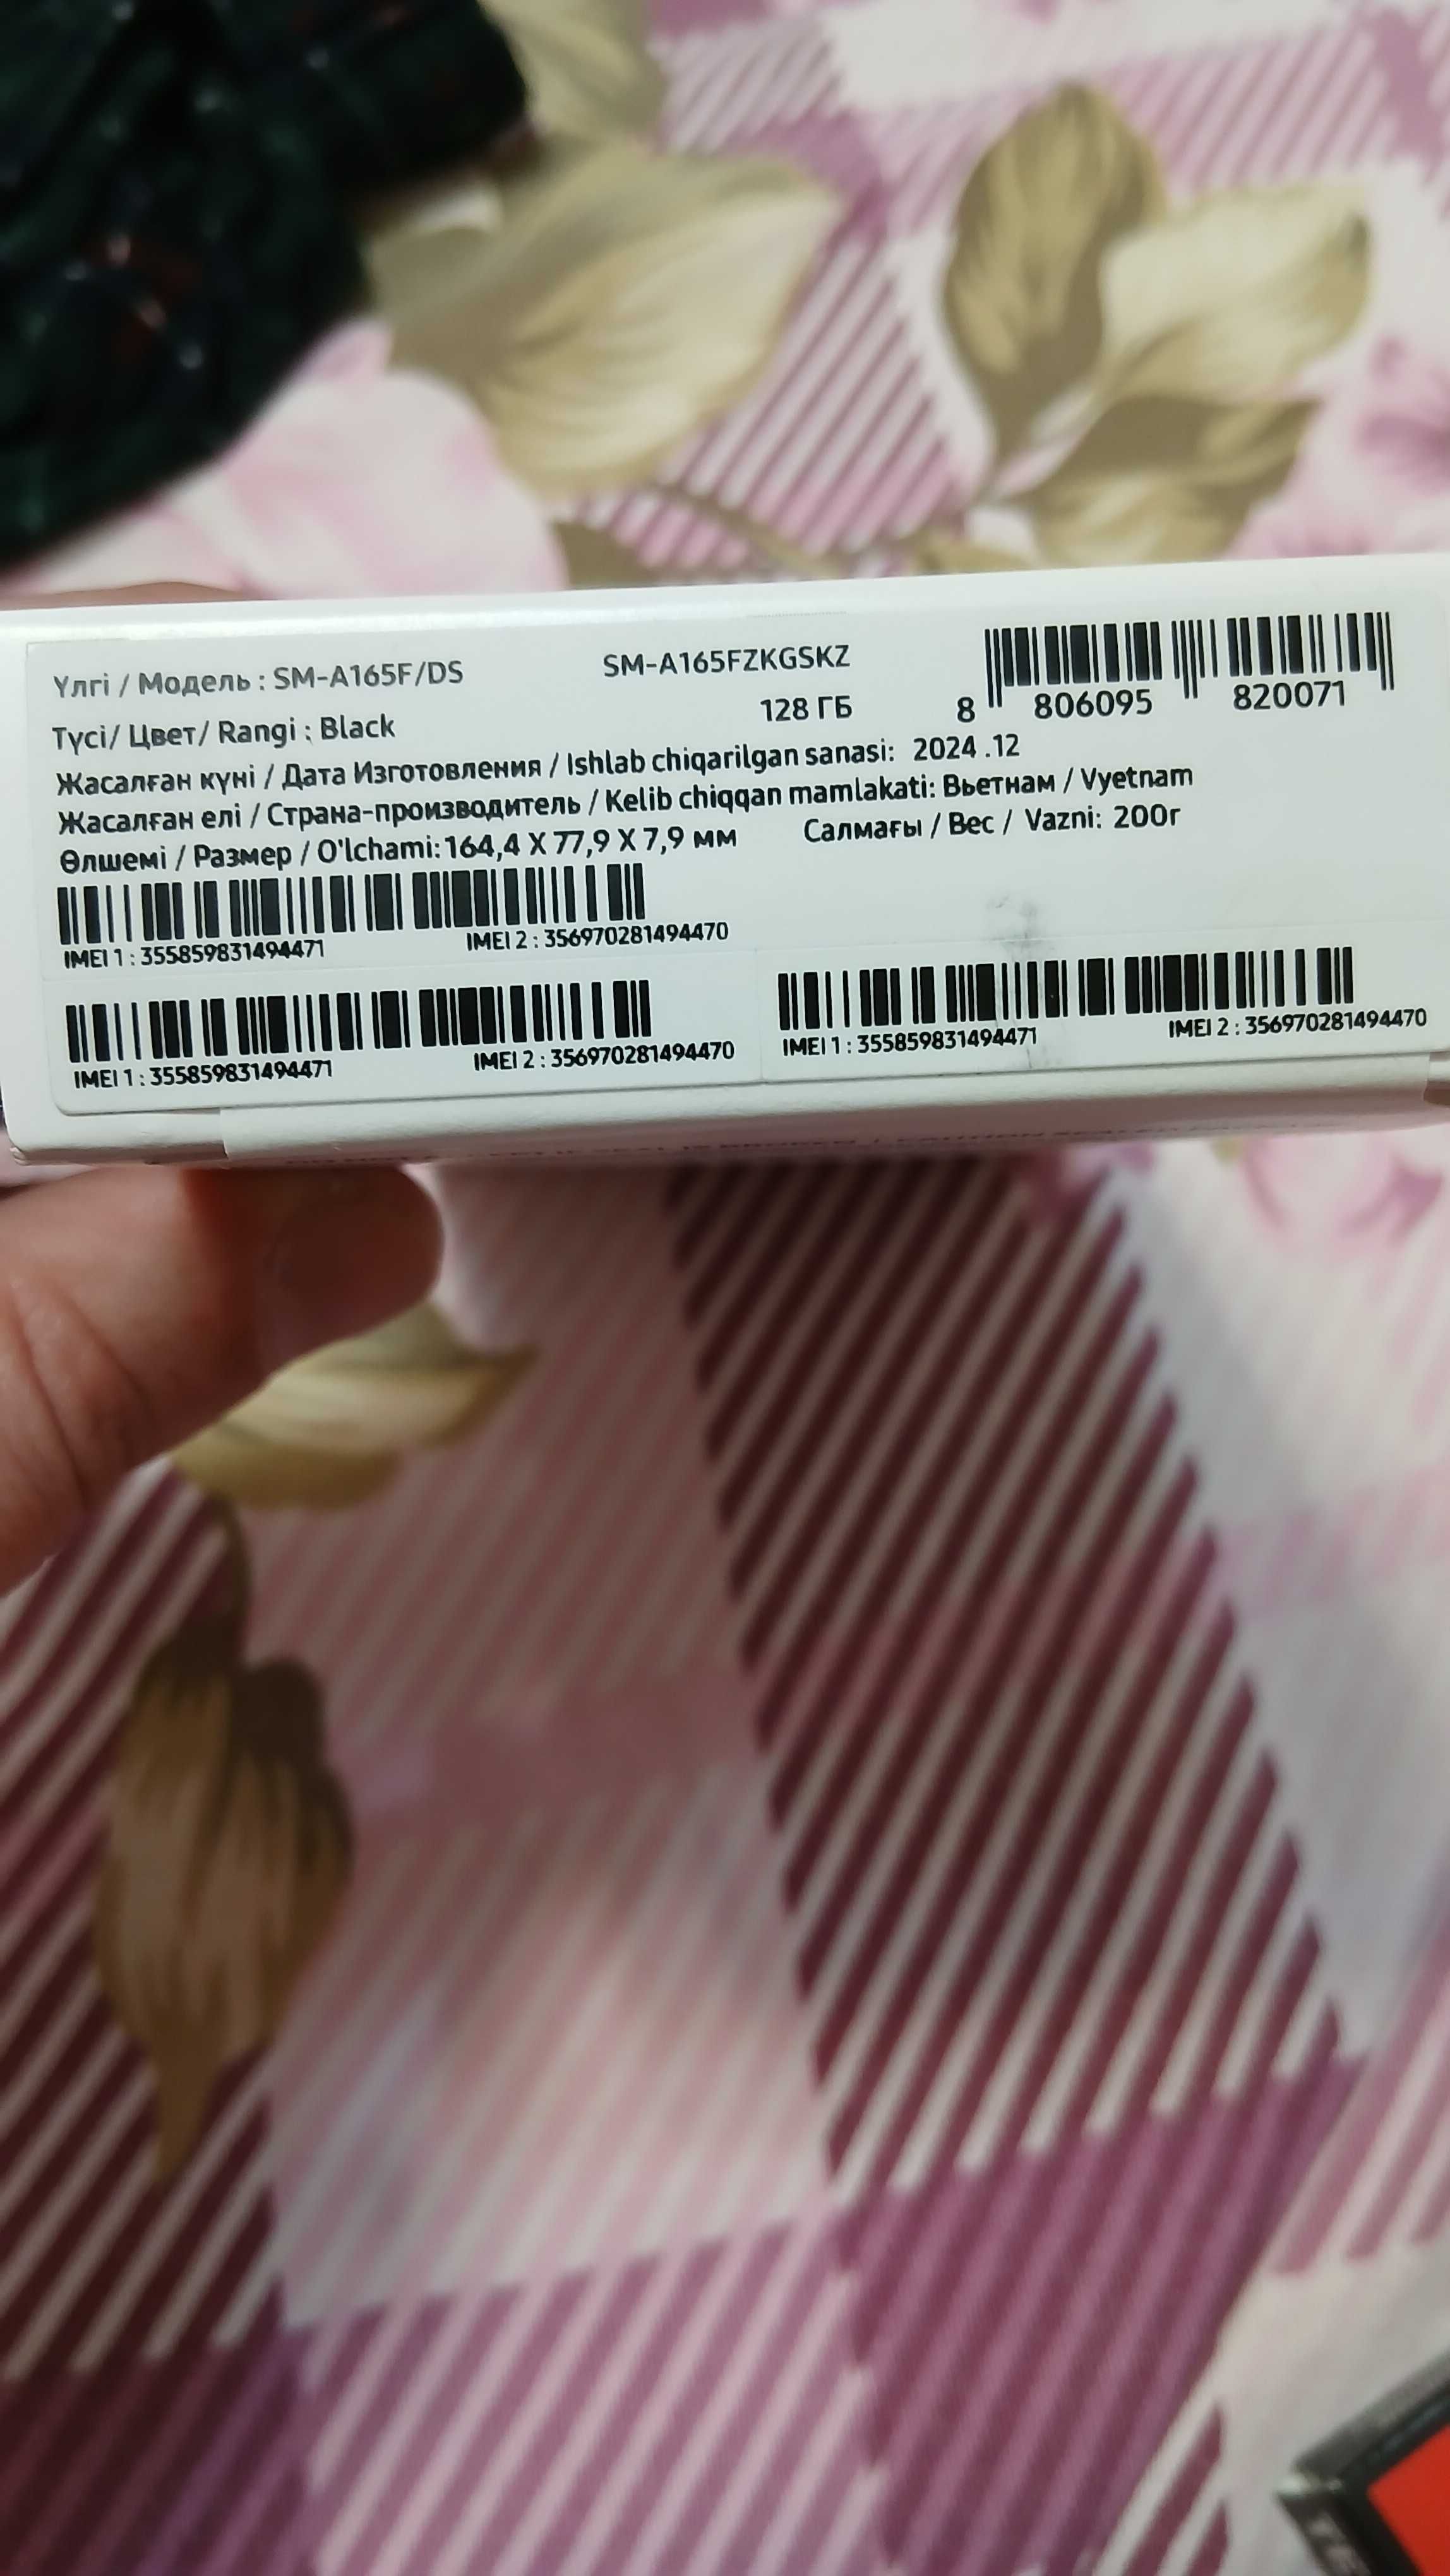 Үлгі / Модель : SM-A165F/DS
SM-A165FZKGSKZ
Түсі/ Цвет/ Rangi : Black
128 ГБ
8 806095 820071
Жасалған күні / Дата Изготовления / Ishlab chiqarilgan sanasi: 2024.12
Жасалған елі / Страна-производитель / Kelib chiqqan mamlakati: Вьетнам / Vyetnam
Өлшемі / Размер / O'lchami: 164,4 X 77,9 X 7,9 мм
Салмағы / Вес / Vazni: 200г
IMEI 1 : 355859831494471
IMEI 2 : 356970281494470
IMEI 1 : 355859831494471
IMEI 2 : 356970281494470
IMEI 1 : 355859831494471
IMEI 2 : 356970281494470